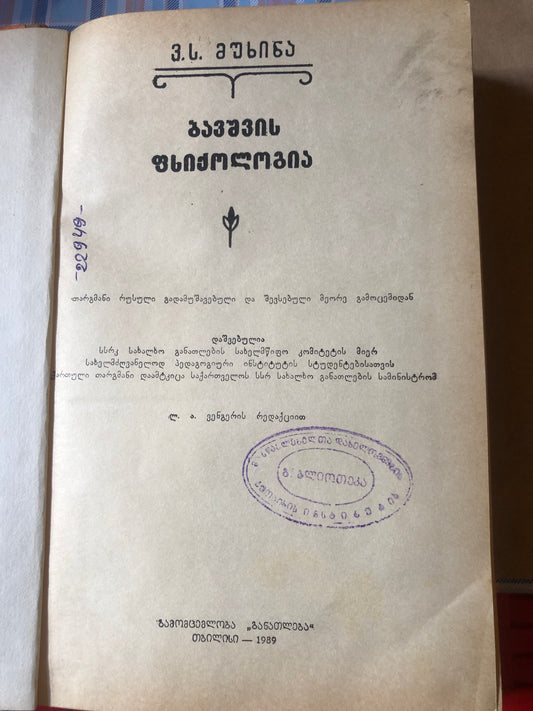 ვ.ს. მუხინა
ბავშვის
ფსიქოლოგია
თარგმანი რუსული გადამუშავებული და შევსებული მეორე გამოცემიდან
დაშვებულია
სსრკ სახალხო განათლების სახელმწიფო კომიტეტის მიერ
სახელმძღვანელოდ პედაგოგიური ინსტიტუტის სტუდენტებისათვის
ქართული თარგმანი დაამტკიცა საქართველოს სსრ სახალხო განათლების სამინისტრომ
ლ. ა. ვენგერის რედაქციით
ბიბლიოთეკა
ინსტიტუტის
გამომცემლობა „განათლება“
თბილისი — 1989